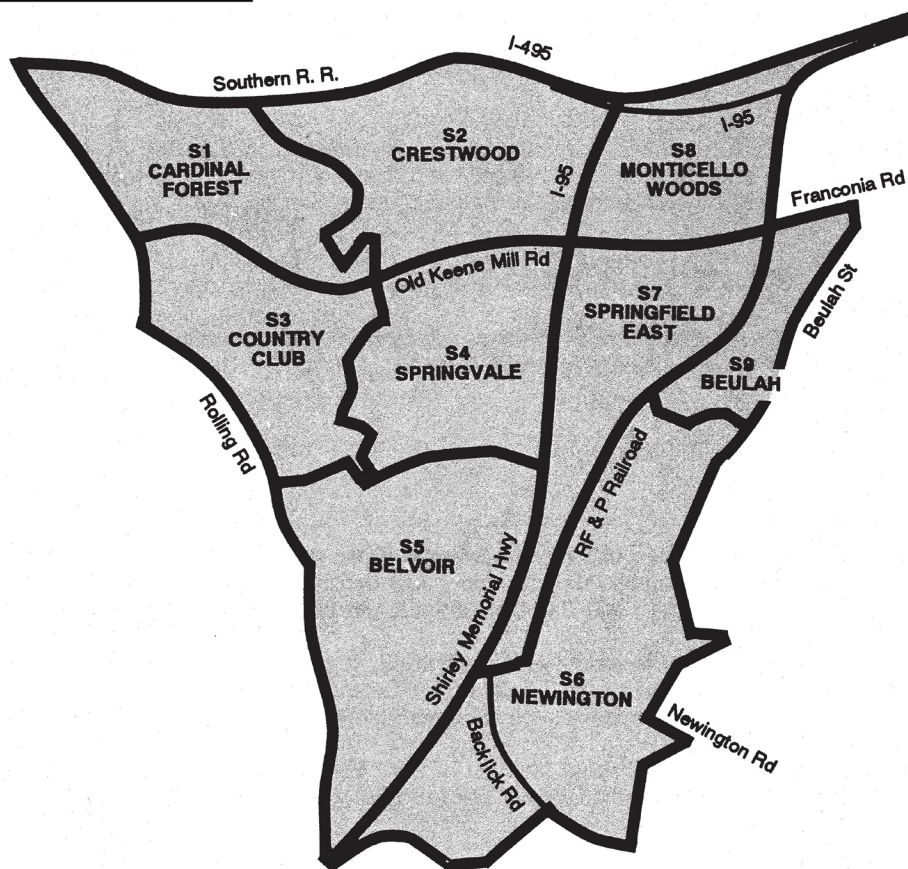 I-495
Southern R. R.
S1
CARDINAL
FOREST
S2
CRESTWOOD
I-95
I-95
S8
MONTICELLO
WOODS
Franconia Rd
Old Keene Mill Rd
S3
COUNTRY
CLUB
S4
SPRINGVALE
S7
SPRINGFIELD
EAST
Beulah St
S9
BEULAH
Rolling Rd
RF & P Railroad
S5
BELVOIR
Shirley Memorial Hwy
S6
NEWINGTON
Backlick Rd
Newington Rd